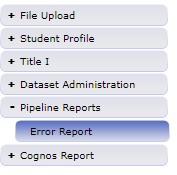 + File Upload
+ Student Profile
+ Title I
+ Dataset Administration
- Pipeline Reports
Error Report
+ Cognos Report